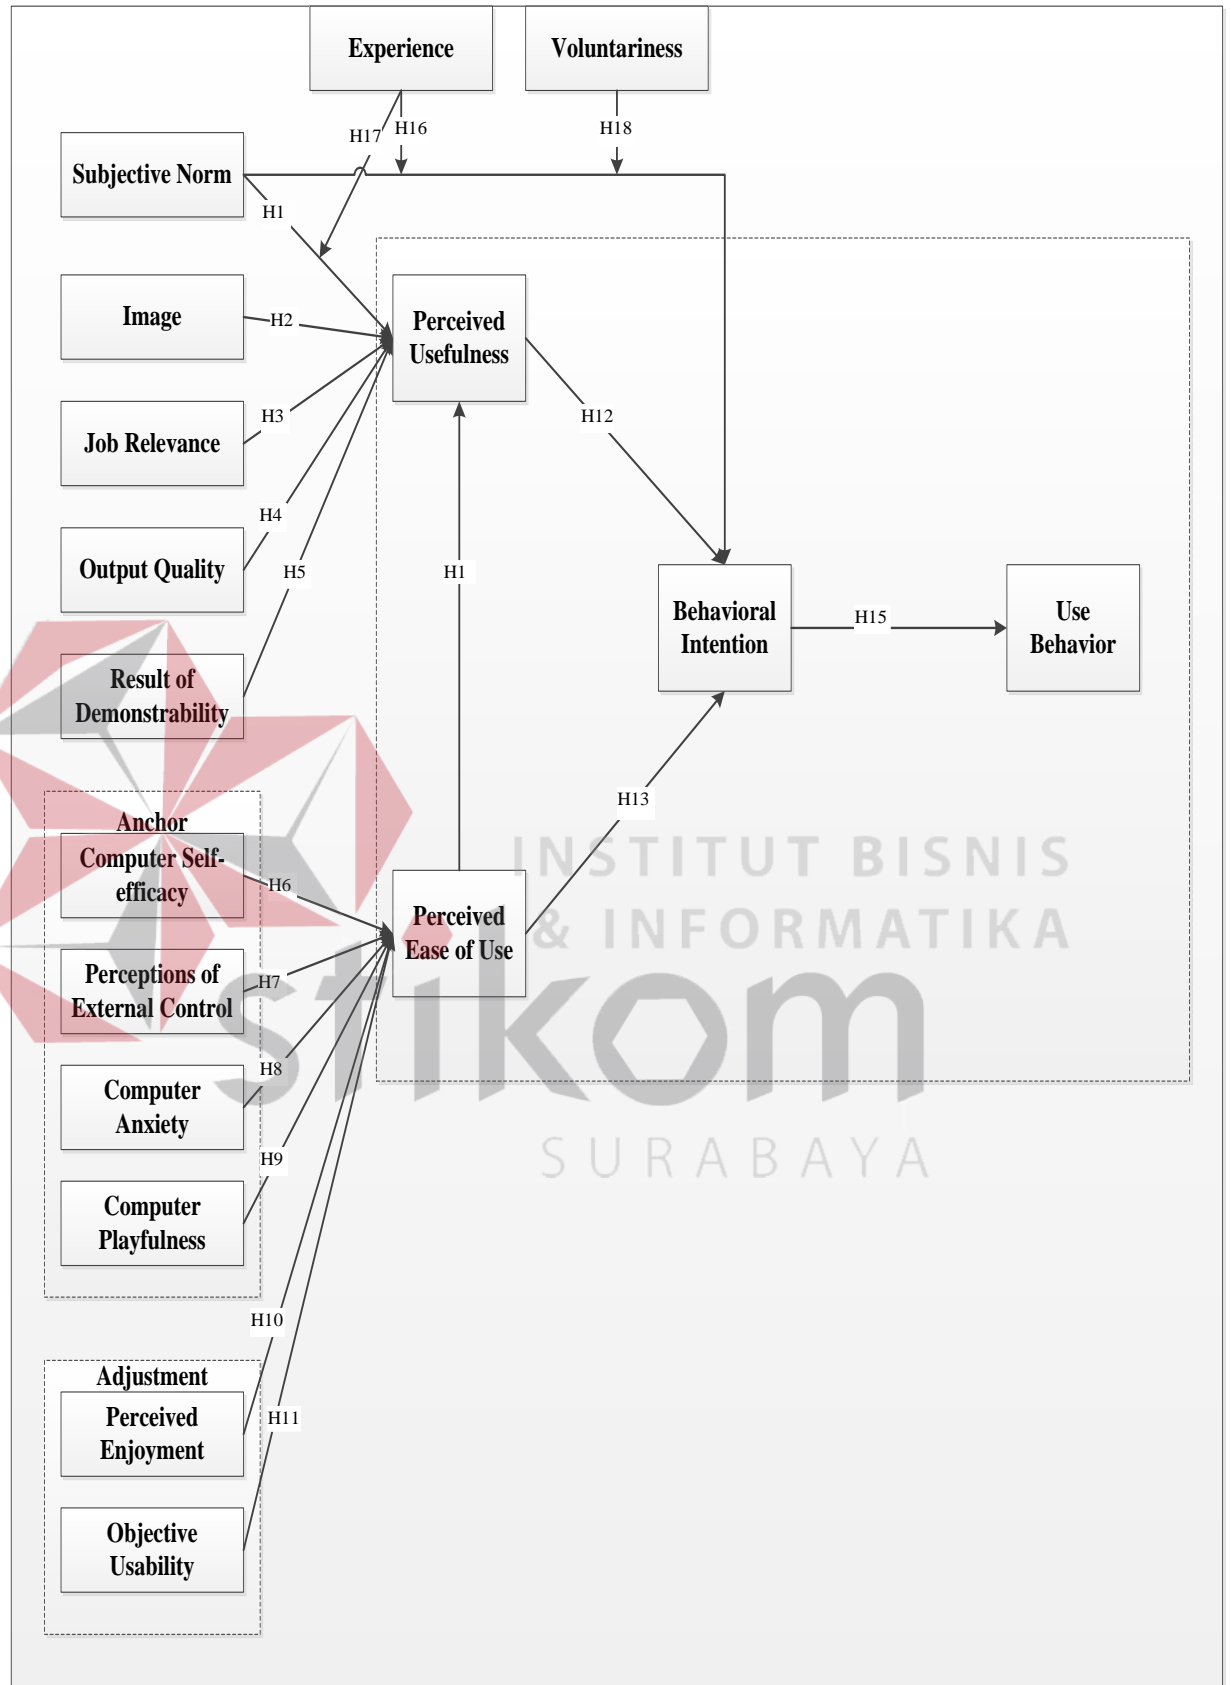 Experience
Voluntariness
H17
H16
H18
Subjective Norm
H1
Image
H2
Perceived
Usefulness
Job Relevance
H3
H12
Output Quality
H4
H5
H1
Result of
Demonstrability
Behavioral
Intention
H15
Use
Behavior
H13
Anchor
Computer Self-
efficacy
H6
Perceived
Ease of Use
Perceptions of
External Control
H7
Computer
Anxiety
H8
Computer
Playfulness
H9
H10
Adjustment
Perceived
Enjoyment
H11
Objective
Usability
INSTITUT BISNIS
& INFORMATIKA
stikom
SURABAYA